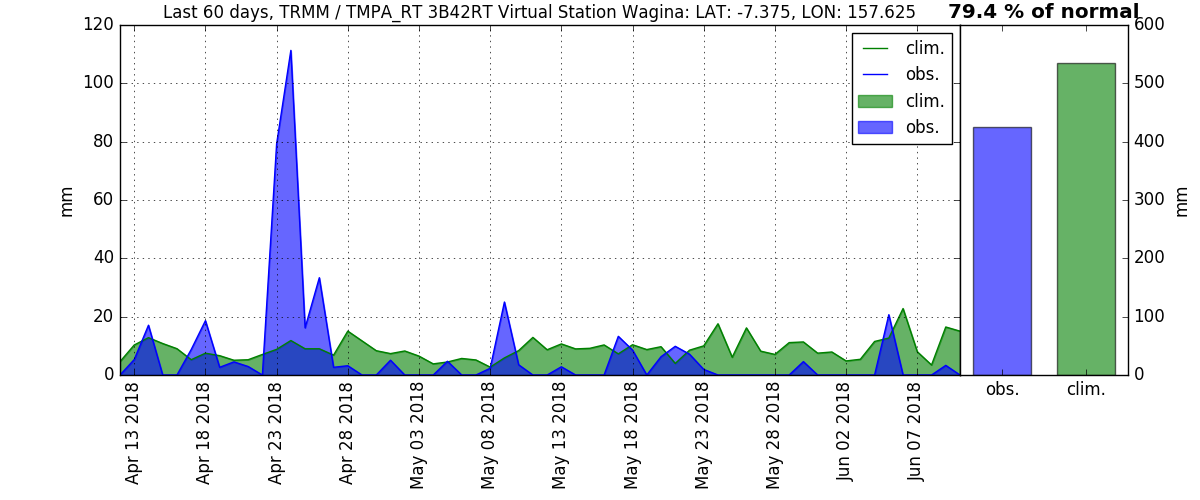 Last 60 days, TRMM / TMPA_RT 3B42RT Virtual Station Wagina: LAT: -7.375, LON: 157.625
79.4 % of normal
120
100
80
60
40
20
0
mm
clim.
obs.
clim.
obs.
600
500
400
300
200
100
0
mm
Apr 13 2018
Apr 18 2018
Apr 23 2018
Apr 28 2018
May 03 2018
May 08 2018
May 13 2018
May 18 2018
May 23 2018
May 28 2018
Jun 02 2018
Jun 07 2018
obs.
clim.